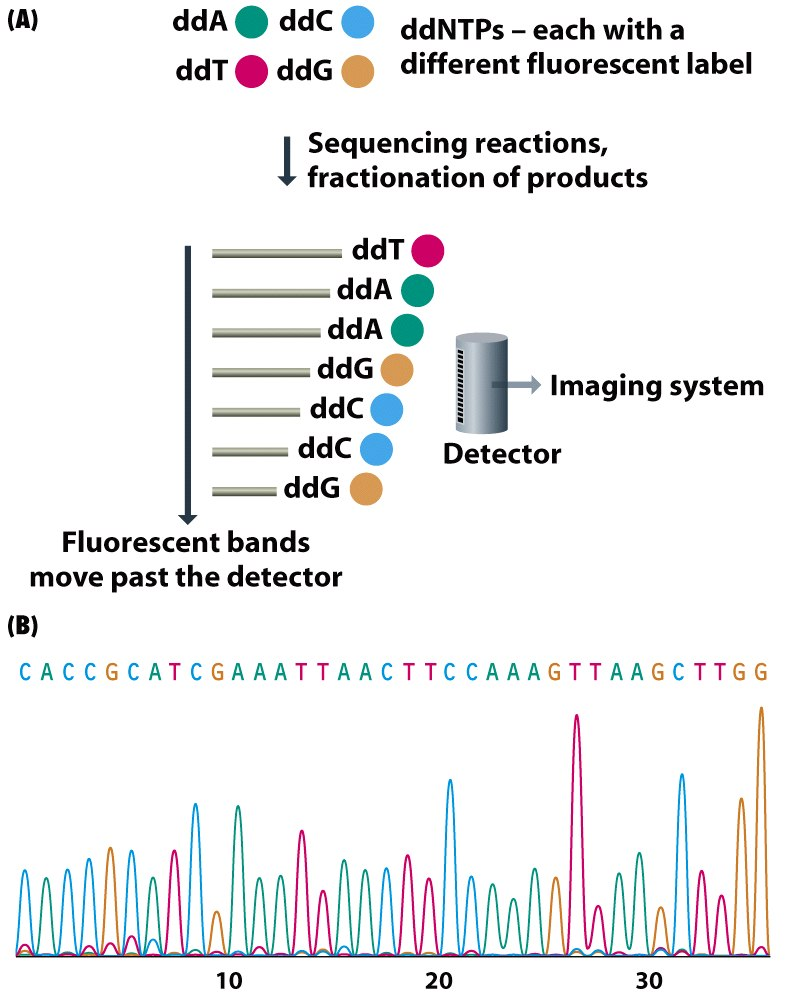 (A)
ddA ddC
ddT ddG
ddNTPs – each with a
different fluorescent label
Sequencing reactions,
fractionation of products
ddT
ddA
ddA
ddG
ddC
ddC
ddG
Imaging system
Detector
Fluorescent bands
move past the detector
(B)
C A C C G C A T C G A A A T T A A C T T C C A A A G T T A A G C T T G G
10 20 30